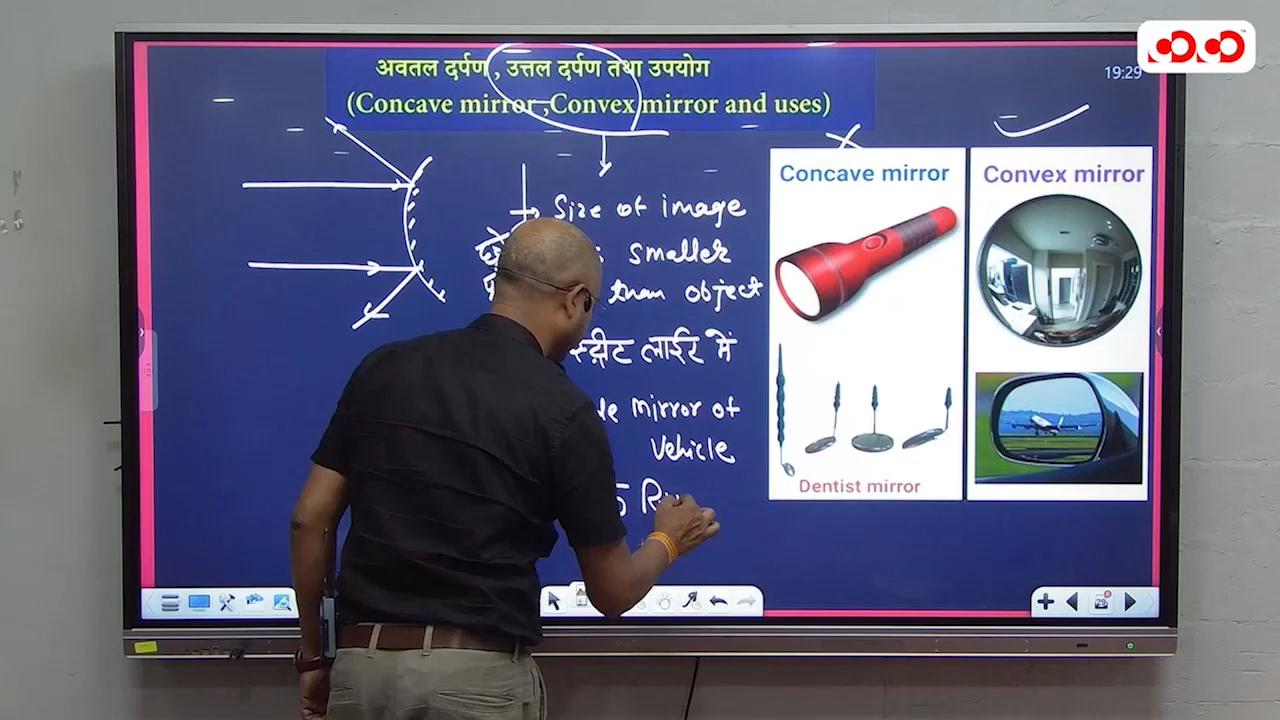 अवतल दर्पण , उत्तल दर्पण तथा उपयोग
(Concave mirror ,Convex mirror and uses)
19:29
Size of image
smaller
than object
स्ट्रीट लाईट में
mirror of
Vehicle
Concave mirror
Dentist mirror
Convex mirror